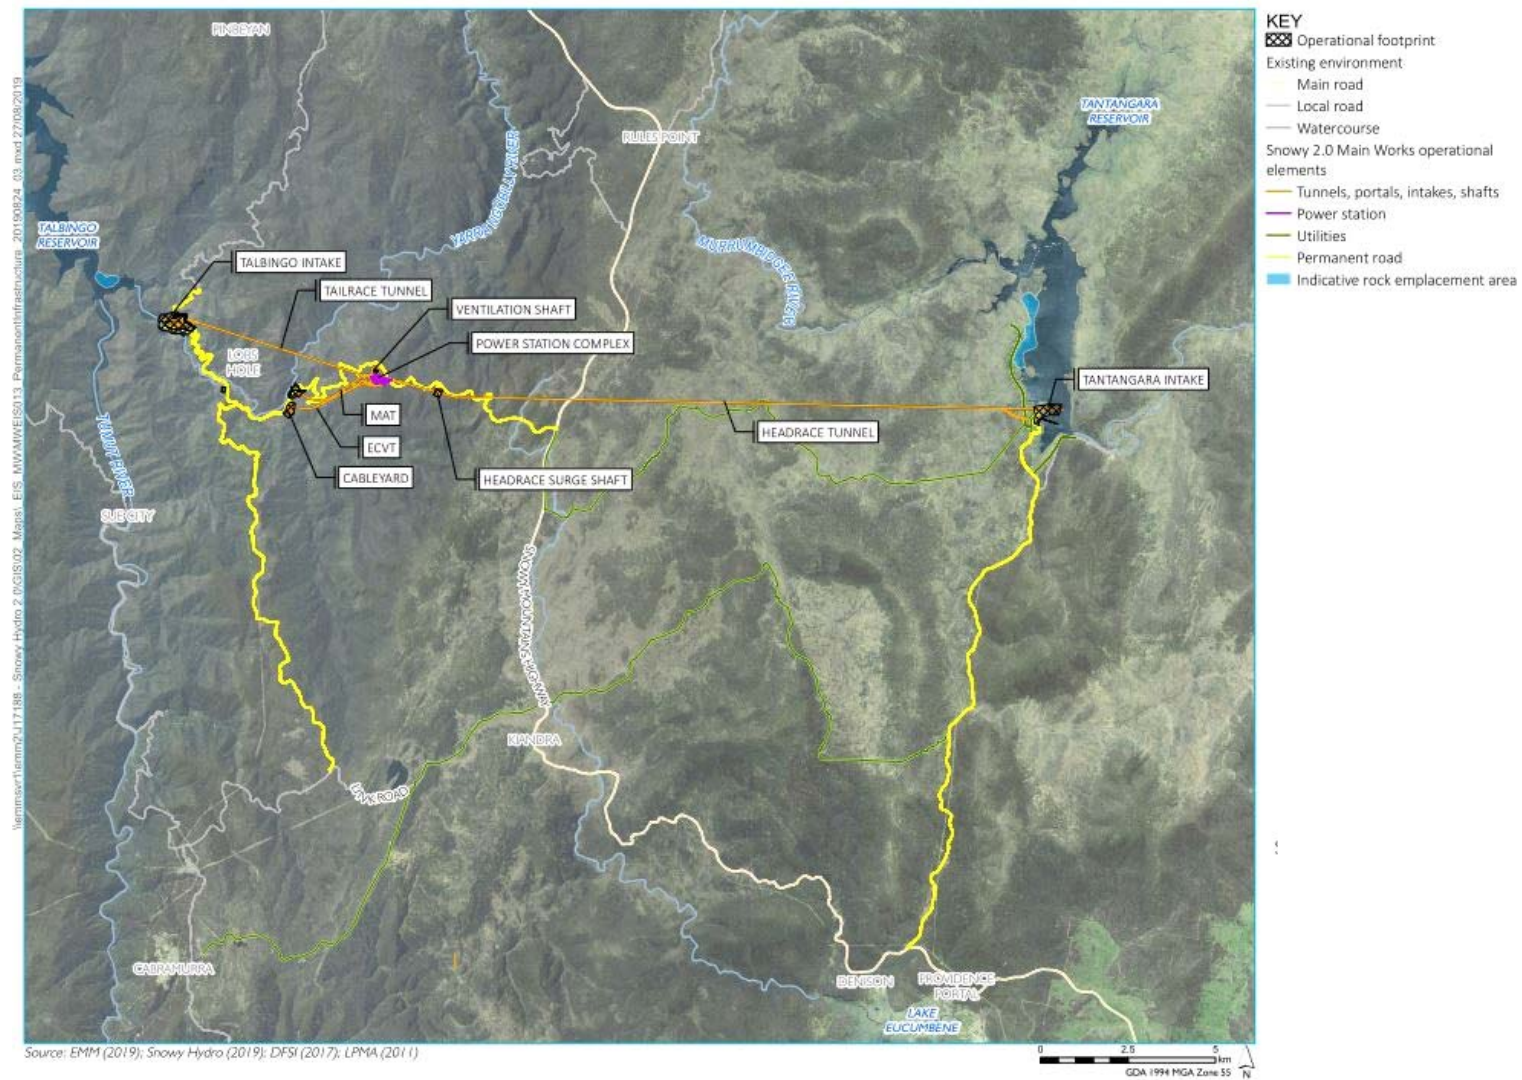 PINBEYAN
TANTANGARA
RESERVOIR
RULES POINT
YARRANGOBILLY RIVER
TALBINGO
RESERVOIR
MURRUMBIDGEE RIVER
TALBINGO INTAKE
TAILRACE TUNNEL
VENTILATION SHAFT
POWER STATION COMPLEX
LOBS
HOLE
TANTANGARA INTAKE
MAT
HEADRACE TUNNEL
ECVT
CABLEYARD
HEADRACE SURGE SHAFT
TUMUT RIVER
SUE CITY
SNOWY MOUNTAINS HIGHWAY
KIANDRA
LINK ROAD
CABRAMURRA
DENISON
PROVIDENCE
PORTAL
LAKE
EUCUMBENE
KEY
Operational footprint
Existing environment
Main road
Local road
Watercourse
Snowy 2.0 Main Works operational
elements
Tunnels, portals, intakes, shafts
Power station
Utilities
Permanent road
Indicative rock emplacement area
Source: EMM (2019); Snowy Hydro (2019); DFSI (2017); LPMA (2011)
0 2.5 5
km
GDA 1994 MGA Zone 55 N